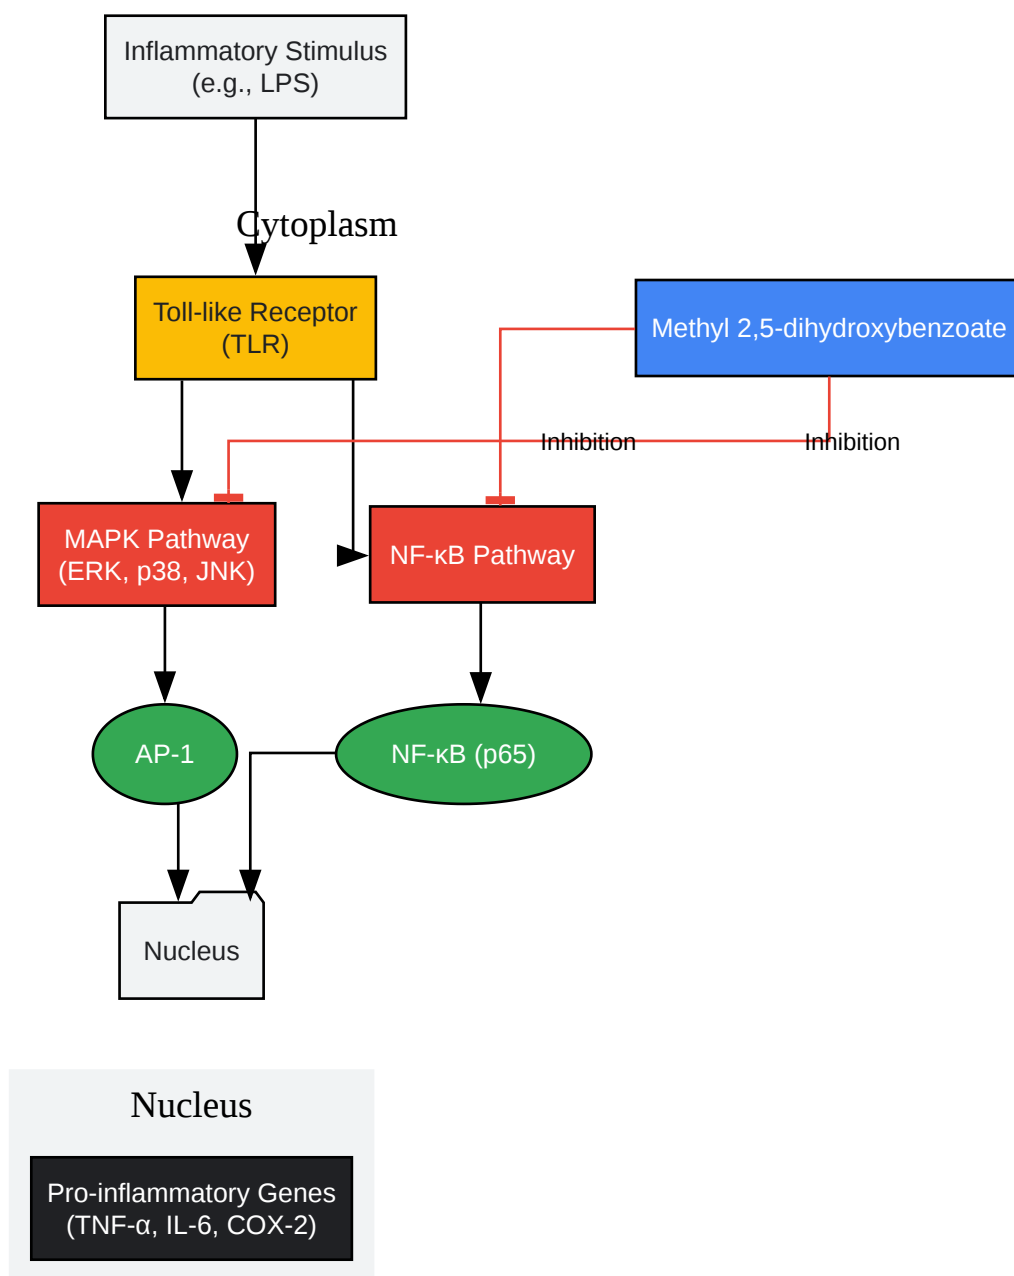 Inflammatory Stimulus
(e.g., LPS)
Cytoplasm
Toll-like Receptor
(TLR)
Methyl 2,5-dihydroxybenzoate
Inhibition
Inhibition
MAPK Pathway
(ERK, p38, JNK)
NF-κB Pathway
AP-1
NF-κB (p65)
Nucleus
Nucleus
Pro-inflammatory Genes
(TNF-α, IL-6, COX-2)